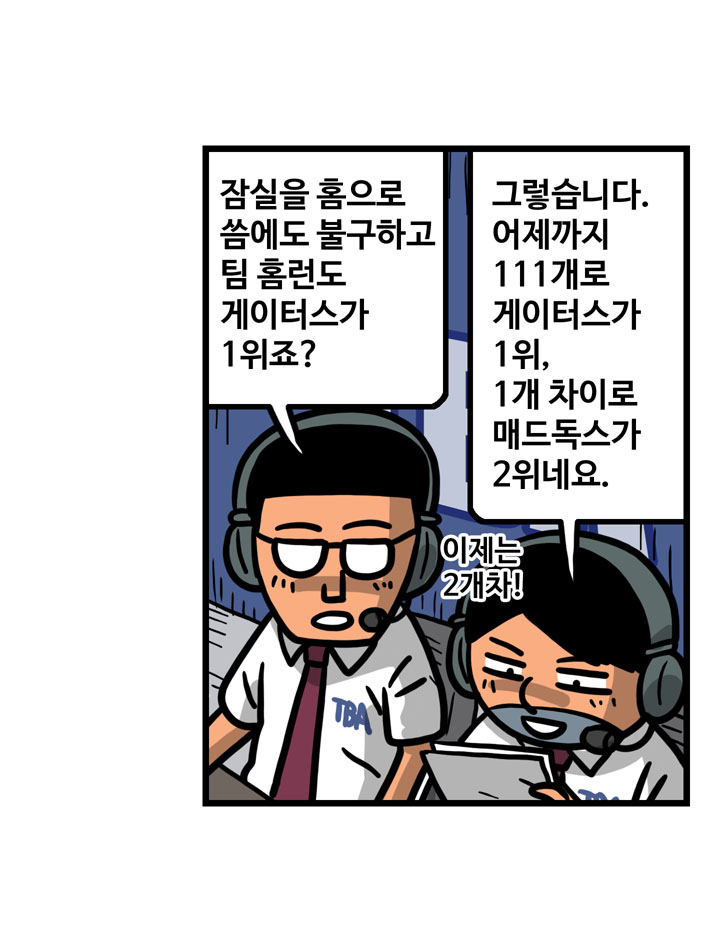 잠실을 홈으로
씀에도 불구하고
팀 홈런도
게이터스가
1위죠?
그렇습니다.
어제까지
111개로
게이터스가
1위,
1개 차이로
매드독스가
2위네요.
이제는
2개차!
TBA
TBA